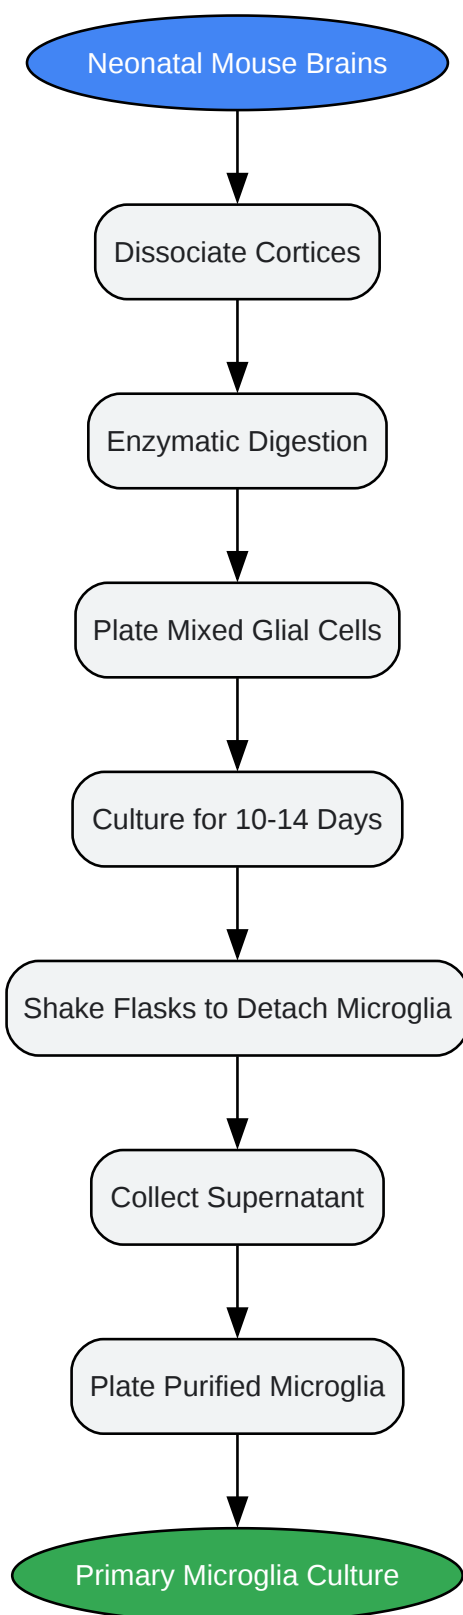 Neonatal Mouse Brains
Dissociate Cortices
Enzymatic Digestion
Plate Mixed Glial Cells
Culture for 10-14 Days
Shake Flasks to Detach Microglia
Collect Supernatant
Plate Purified Microglia
Primary Microglia Culture